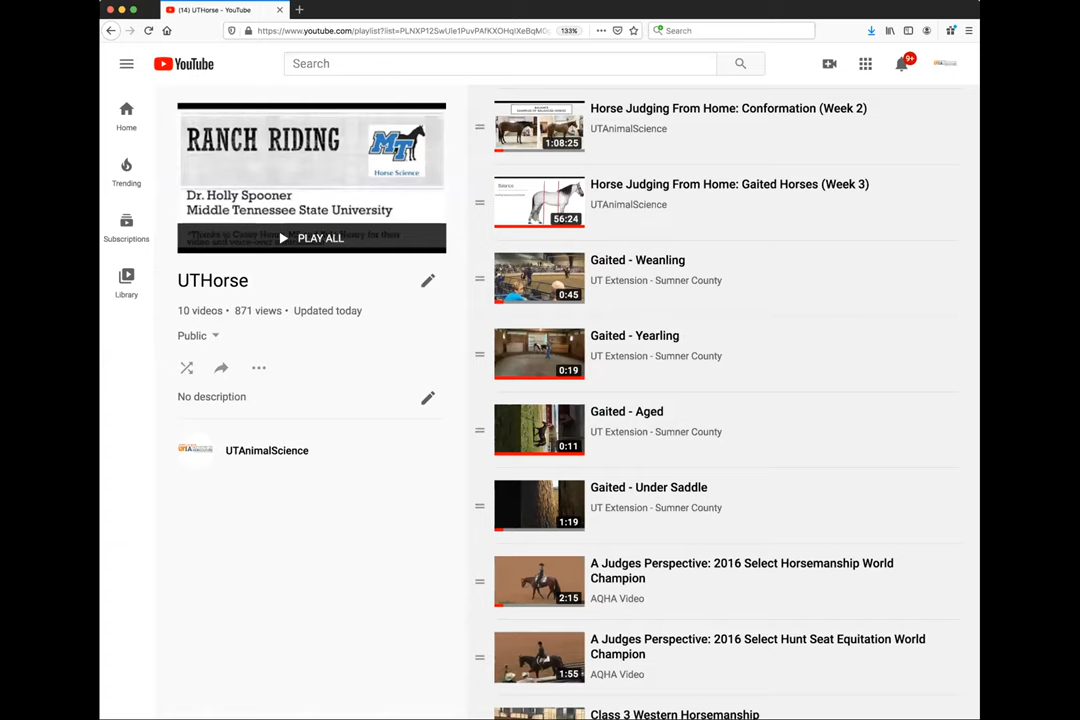 (14) UTHorse - YouTube
https://www.youtube.com/playlist?list=PLNXP12SwUle1PuvPAfKXOHqIXeBqM
133%
Search
YouTube
Search
9+
Home
Trending
Subscriptions
Library
RANCH RIDING
MT
Horse Science
Dr. Holly Spooner
Middle Tennessee State University
PLAY ALL
UTHorse
10 videos • 871 views • Updated today
Public
No description
UTAnimalScience
Horse Judging From Home: Conformation (Week 2)
UTAnimalScience
1:08:25
Horse Judging From Home: Gaited Horses (Week 3)
UTAnimalScience
56:24
Gaited - Weanling
UT Extension - Sumner County
0:45
Gaited - Yearling
UT Extension - Sumner County
0:19
Gaited - Aged
UT Extension - Sumner County
0:11
Gaited - Under Saddle
UT Extension - Sumner County
1:19
A Judges Perspective: 2016 Select Horsemanship World
Champion
AQHA Video
2:15
A Judges Perspective: 2016 Select Hunt Seat Equitation World
Champion
AQHA Video
1:55
Class 3 Western Horsemanship